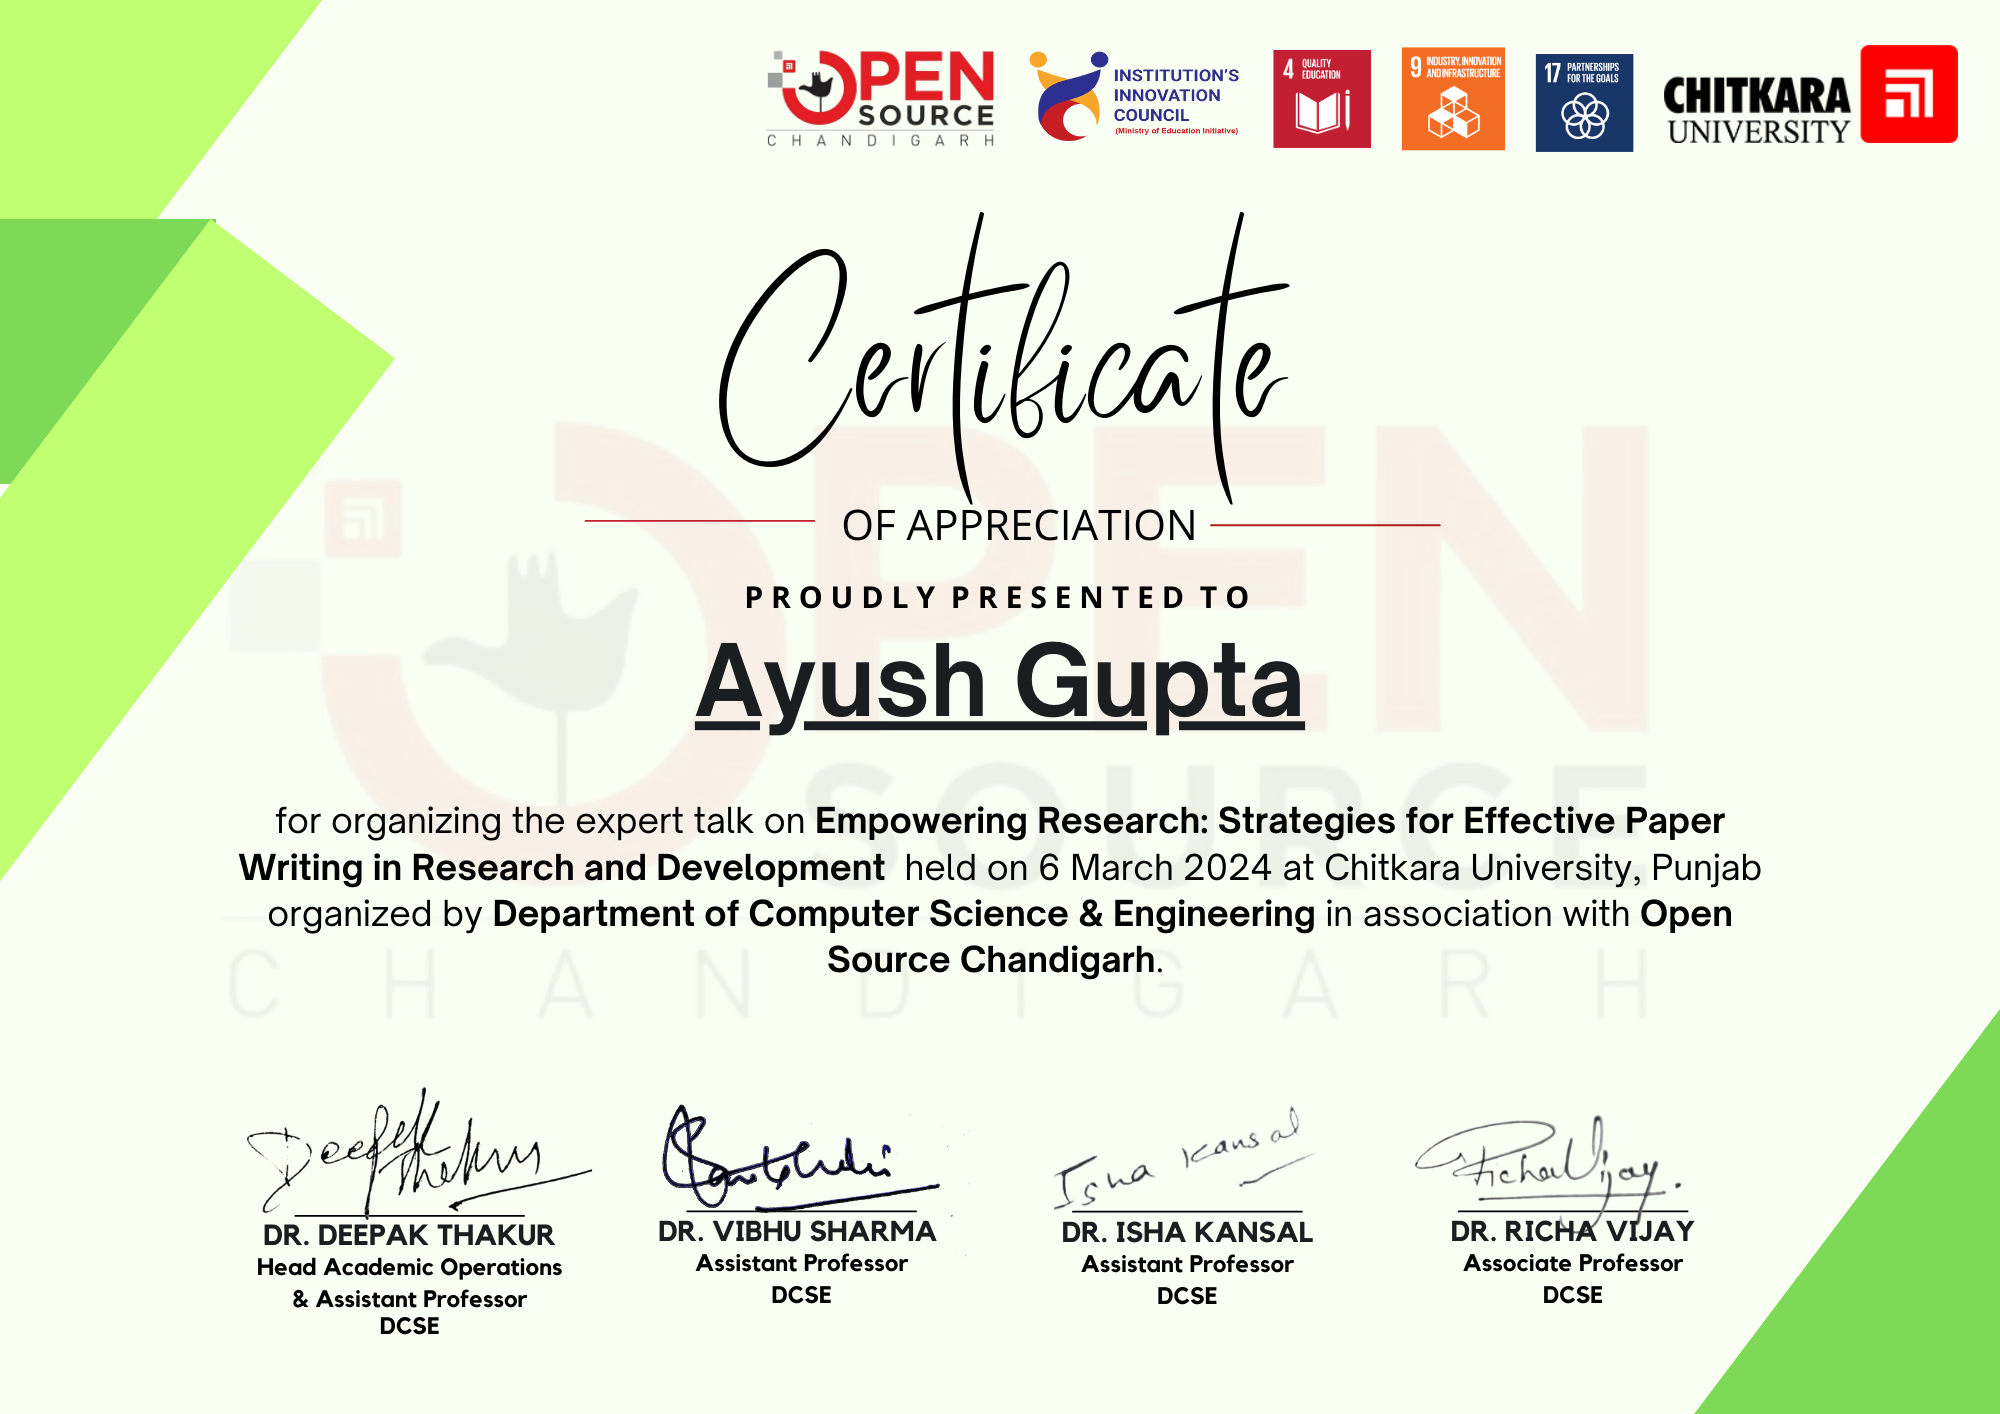 OPEN
SOURCE
CHANDIGARH
INSTITUTION'S
INNOVATION
COUNCIL
(Ministry of Education Initiative)
4 QUALITY
EDUCATION
9 INDUSTRY, INNOVATION
AND INFRASTRUCTURE
17 PARTNERSHIPS
FOR THE GOALS
CHITKARA
UNIVERSITY
Certificate
OF APPRECIATION
PROUDLY PRESENTED TO
Ayush Gupta
for organizing the expert talk on Empowering Research: Strategies for Effective Paper
Writing in Research and Development held on 6 March 2024 at Chitkara University, Punjab
organized by Department of Computer Science & Engineering in association with Open
Source Chandigarh.
OPEN
SOURCE
CHANDIGARH
Deepak Thakur
Isha Kansal
Richa Vijay.
DR. DEEPAK THAKUR
Head Academic Operations
& Assistant Professor
DCSE
DR. VIBHU SHARMA
Assistant Professor
DCSE
DR. ISHA KANSAL
Assistant Professor
DCSE
DR. RICHA VIJAY
Associate Professor
DCSE